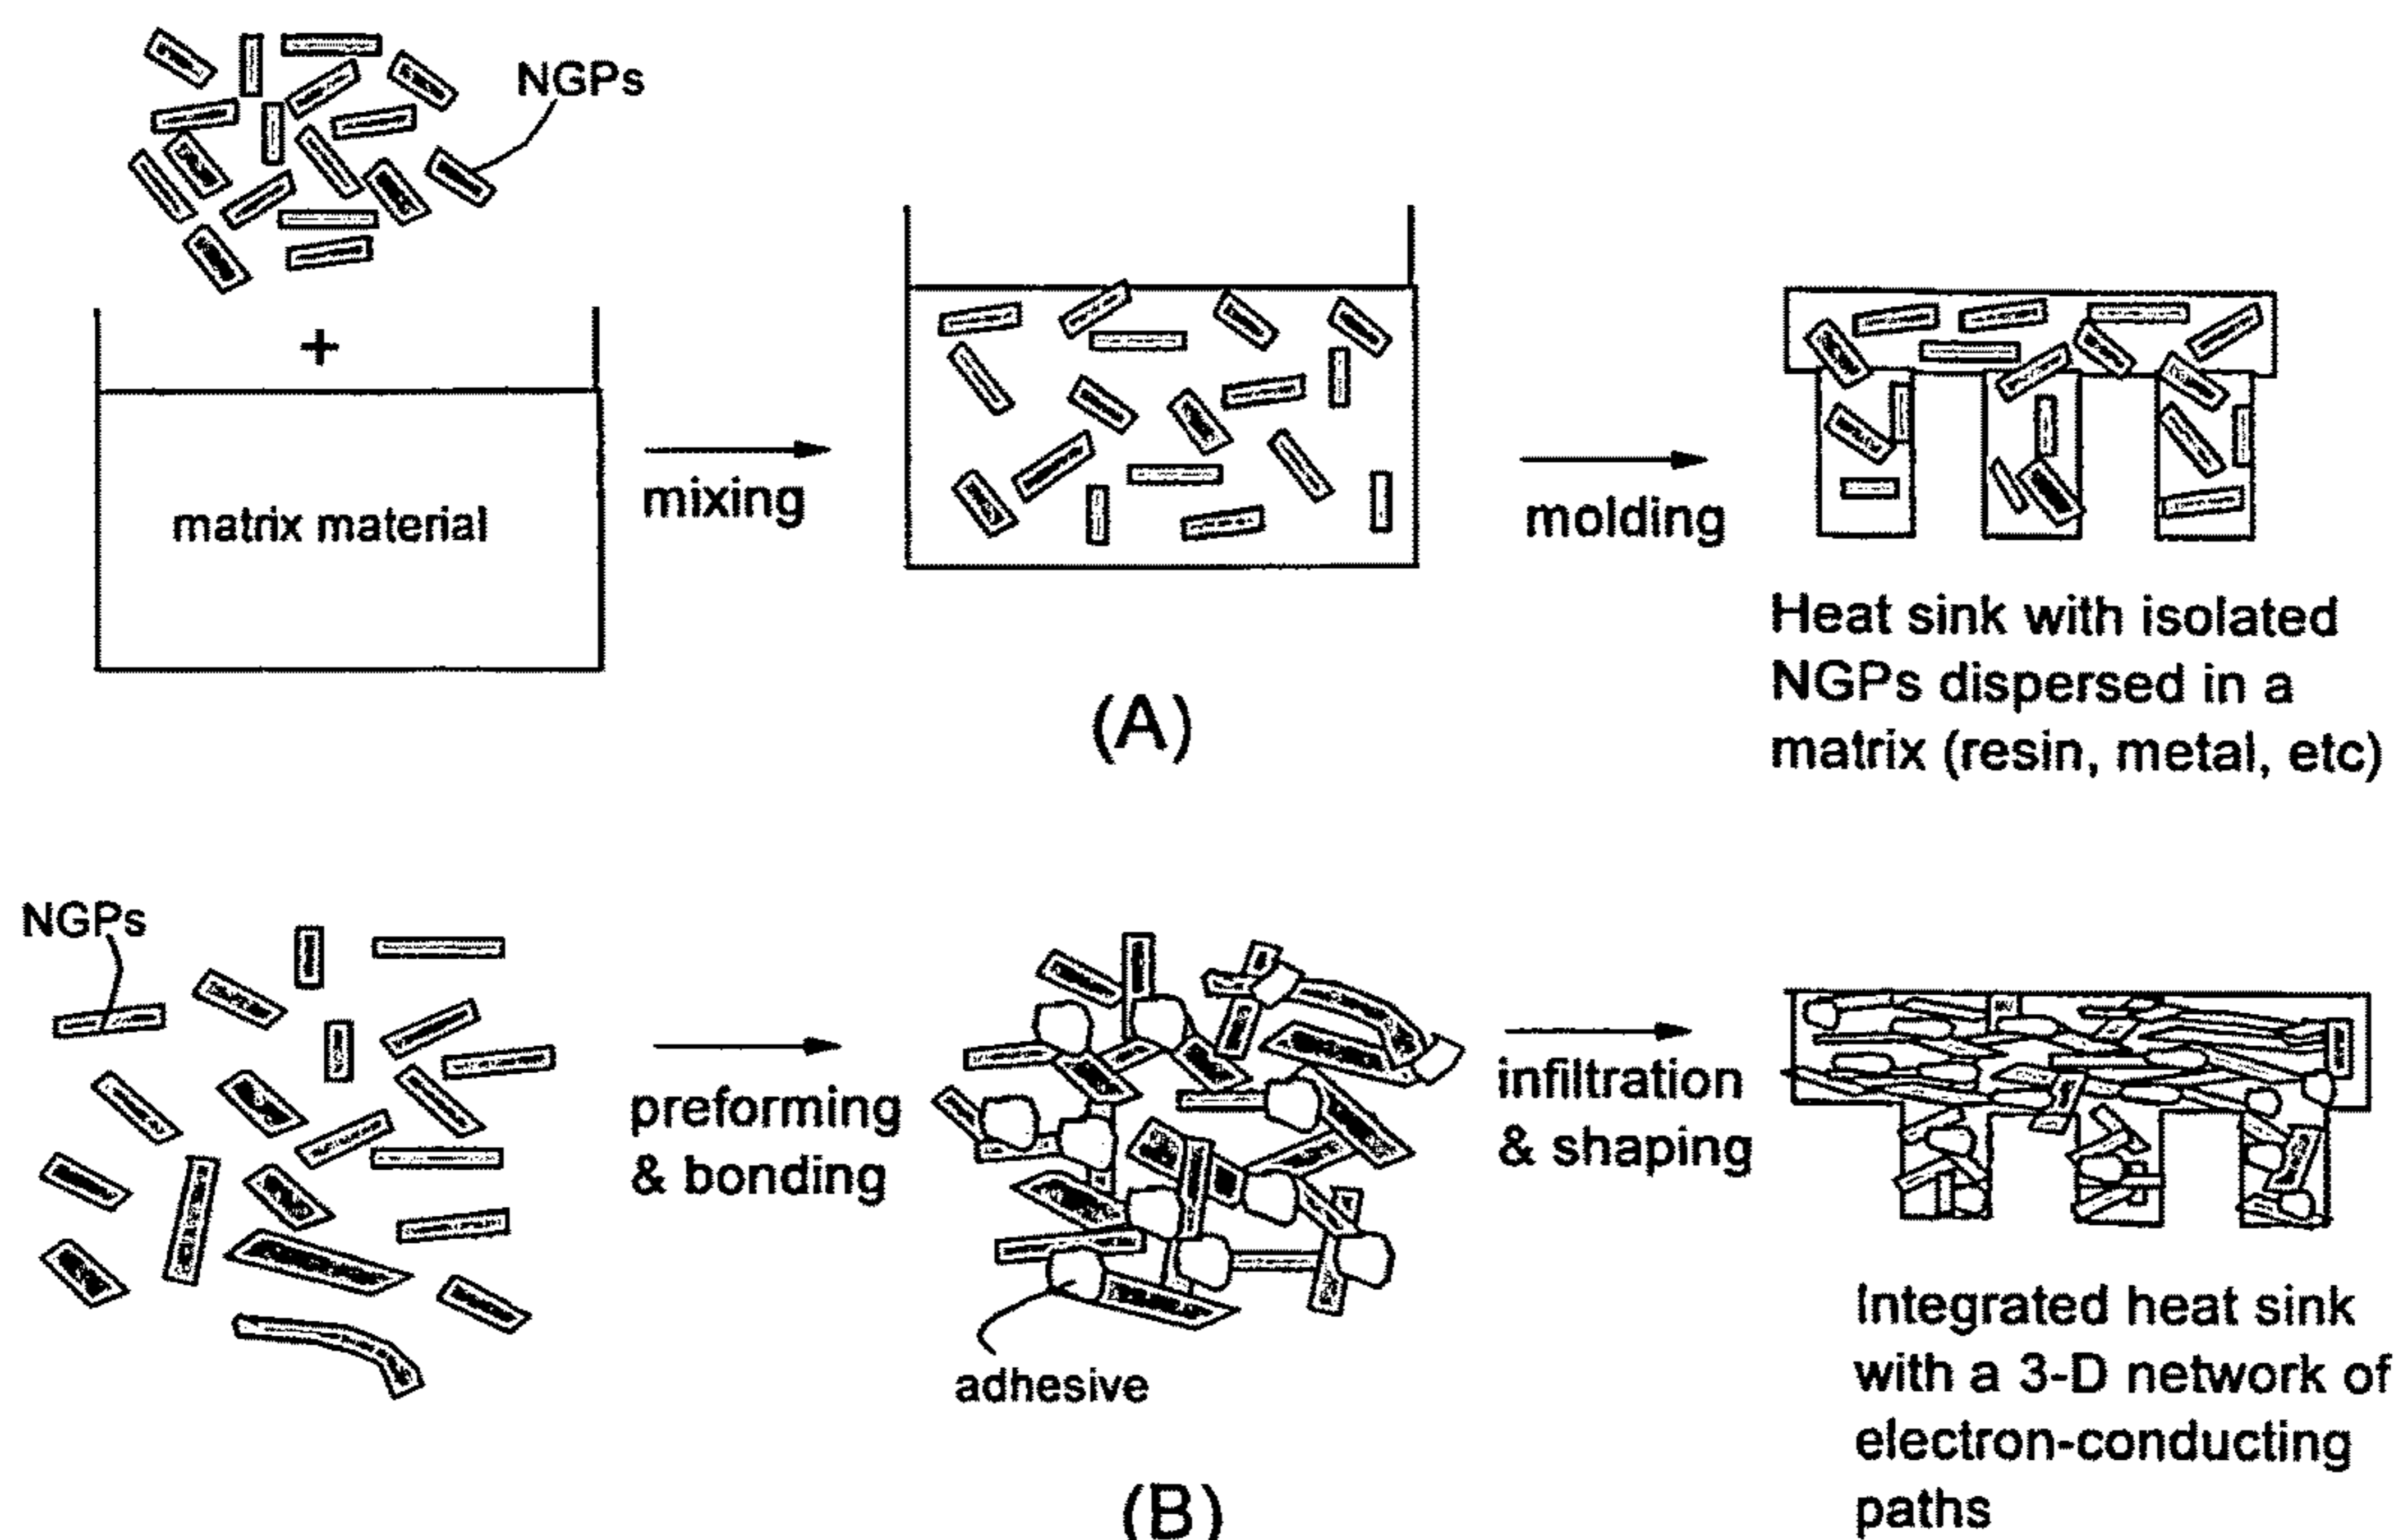 NGPs
+
matrix material
mixing
molding
Heat sink with isolated
NGPs dispersed in a
matrix (resin, metal, etc)
(A)
NGPs
preforming
& bonding
adhesive
infiltration
& shaping
Integrated heat sink
with a 3-D network of
electron-conducting
paths
(B)